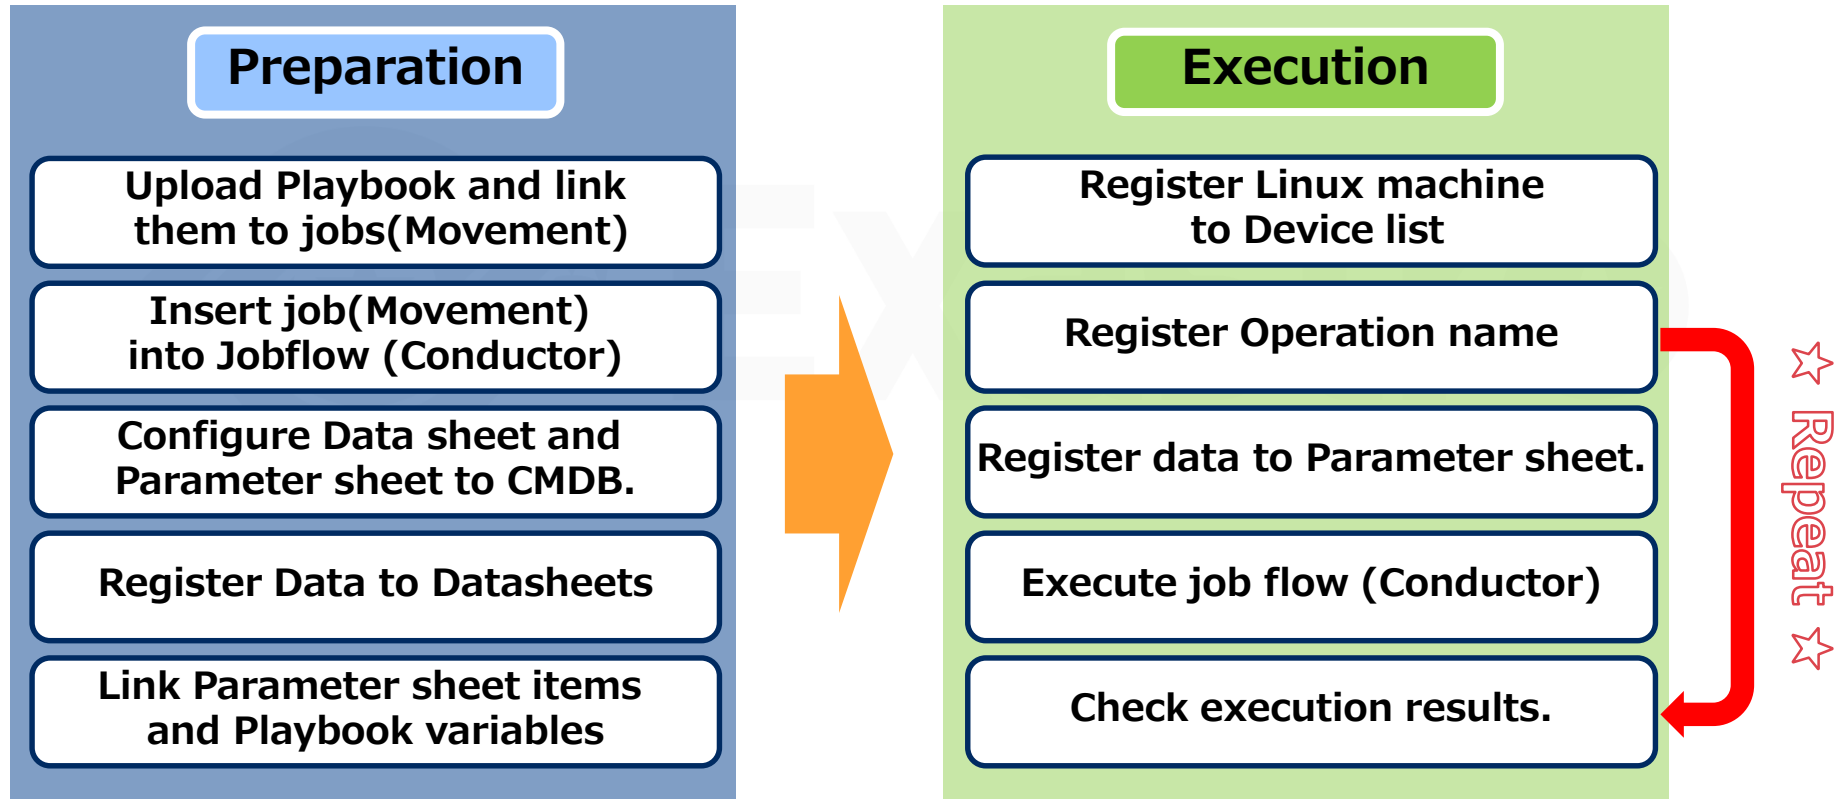 Preparation
Upload Playbook and link
them to jobs(Movement)
Insert job(Movement)
into Jobflow (Conductor)
Configure Data sheet and
Parameter sheet to CMDB.
Register Data to Datasheets
Link Parameter sheet items
and Playbook variables
Execution
Register Linux machine
to Device list
Register Operation name
Register data to Parameter sheet.
Execute job flow (Conductor)
Check execution results.
☆ Repeat ☆